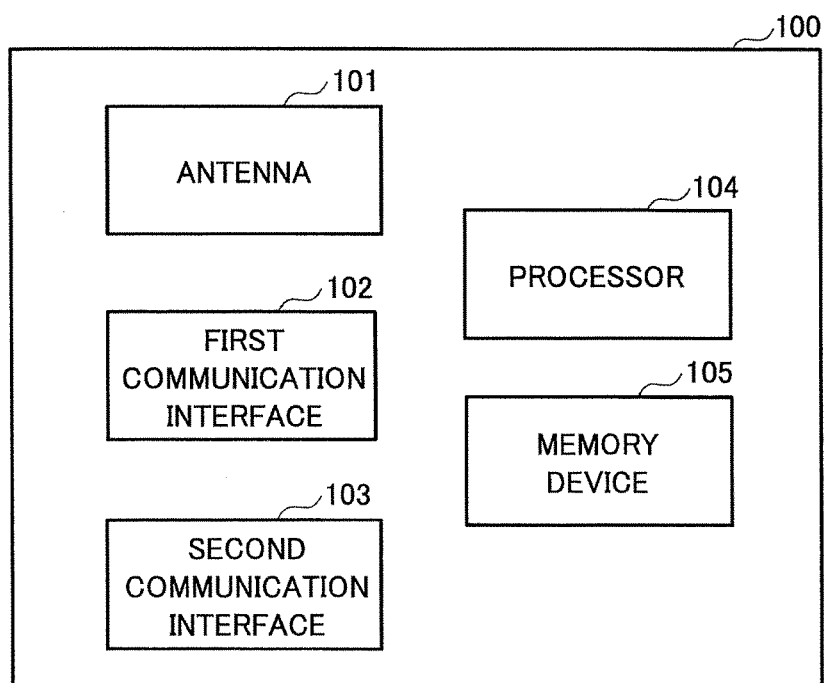 100
101
ANTENNA
102
FIRST
COMMUNICATION
INTERFACE
103
SECOND
COMMUNICATION
INTERFACE
104
PROCESSOR
105
MEMORY
DEVICE